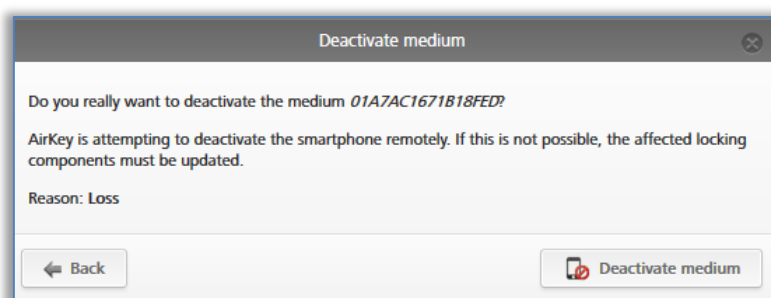 Deactivate medium
Do you really want to deactivate the medium 01A7AC1671B18FED?
AirKey is attempting to deactivate the smartphone remotely. If this is not possible, the affected locking
components must be updated.
Reason: Loss
Back
Deactivate medium